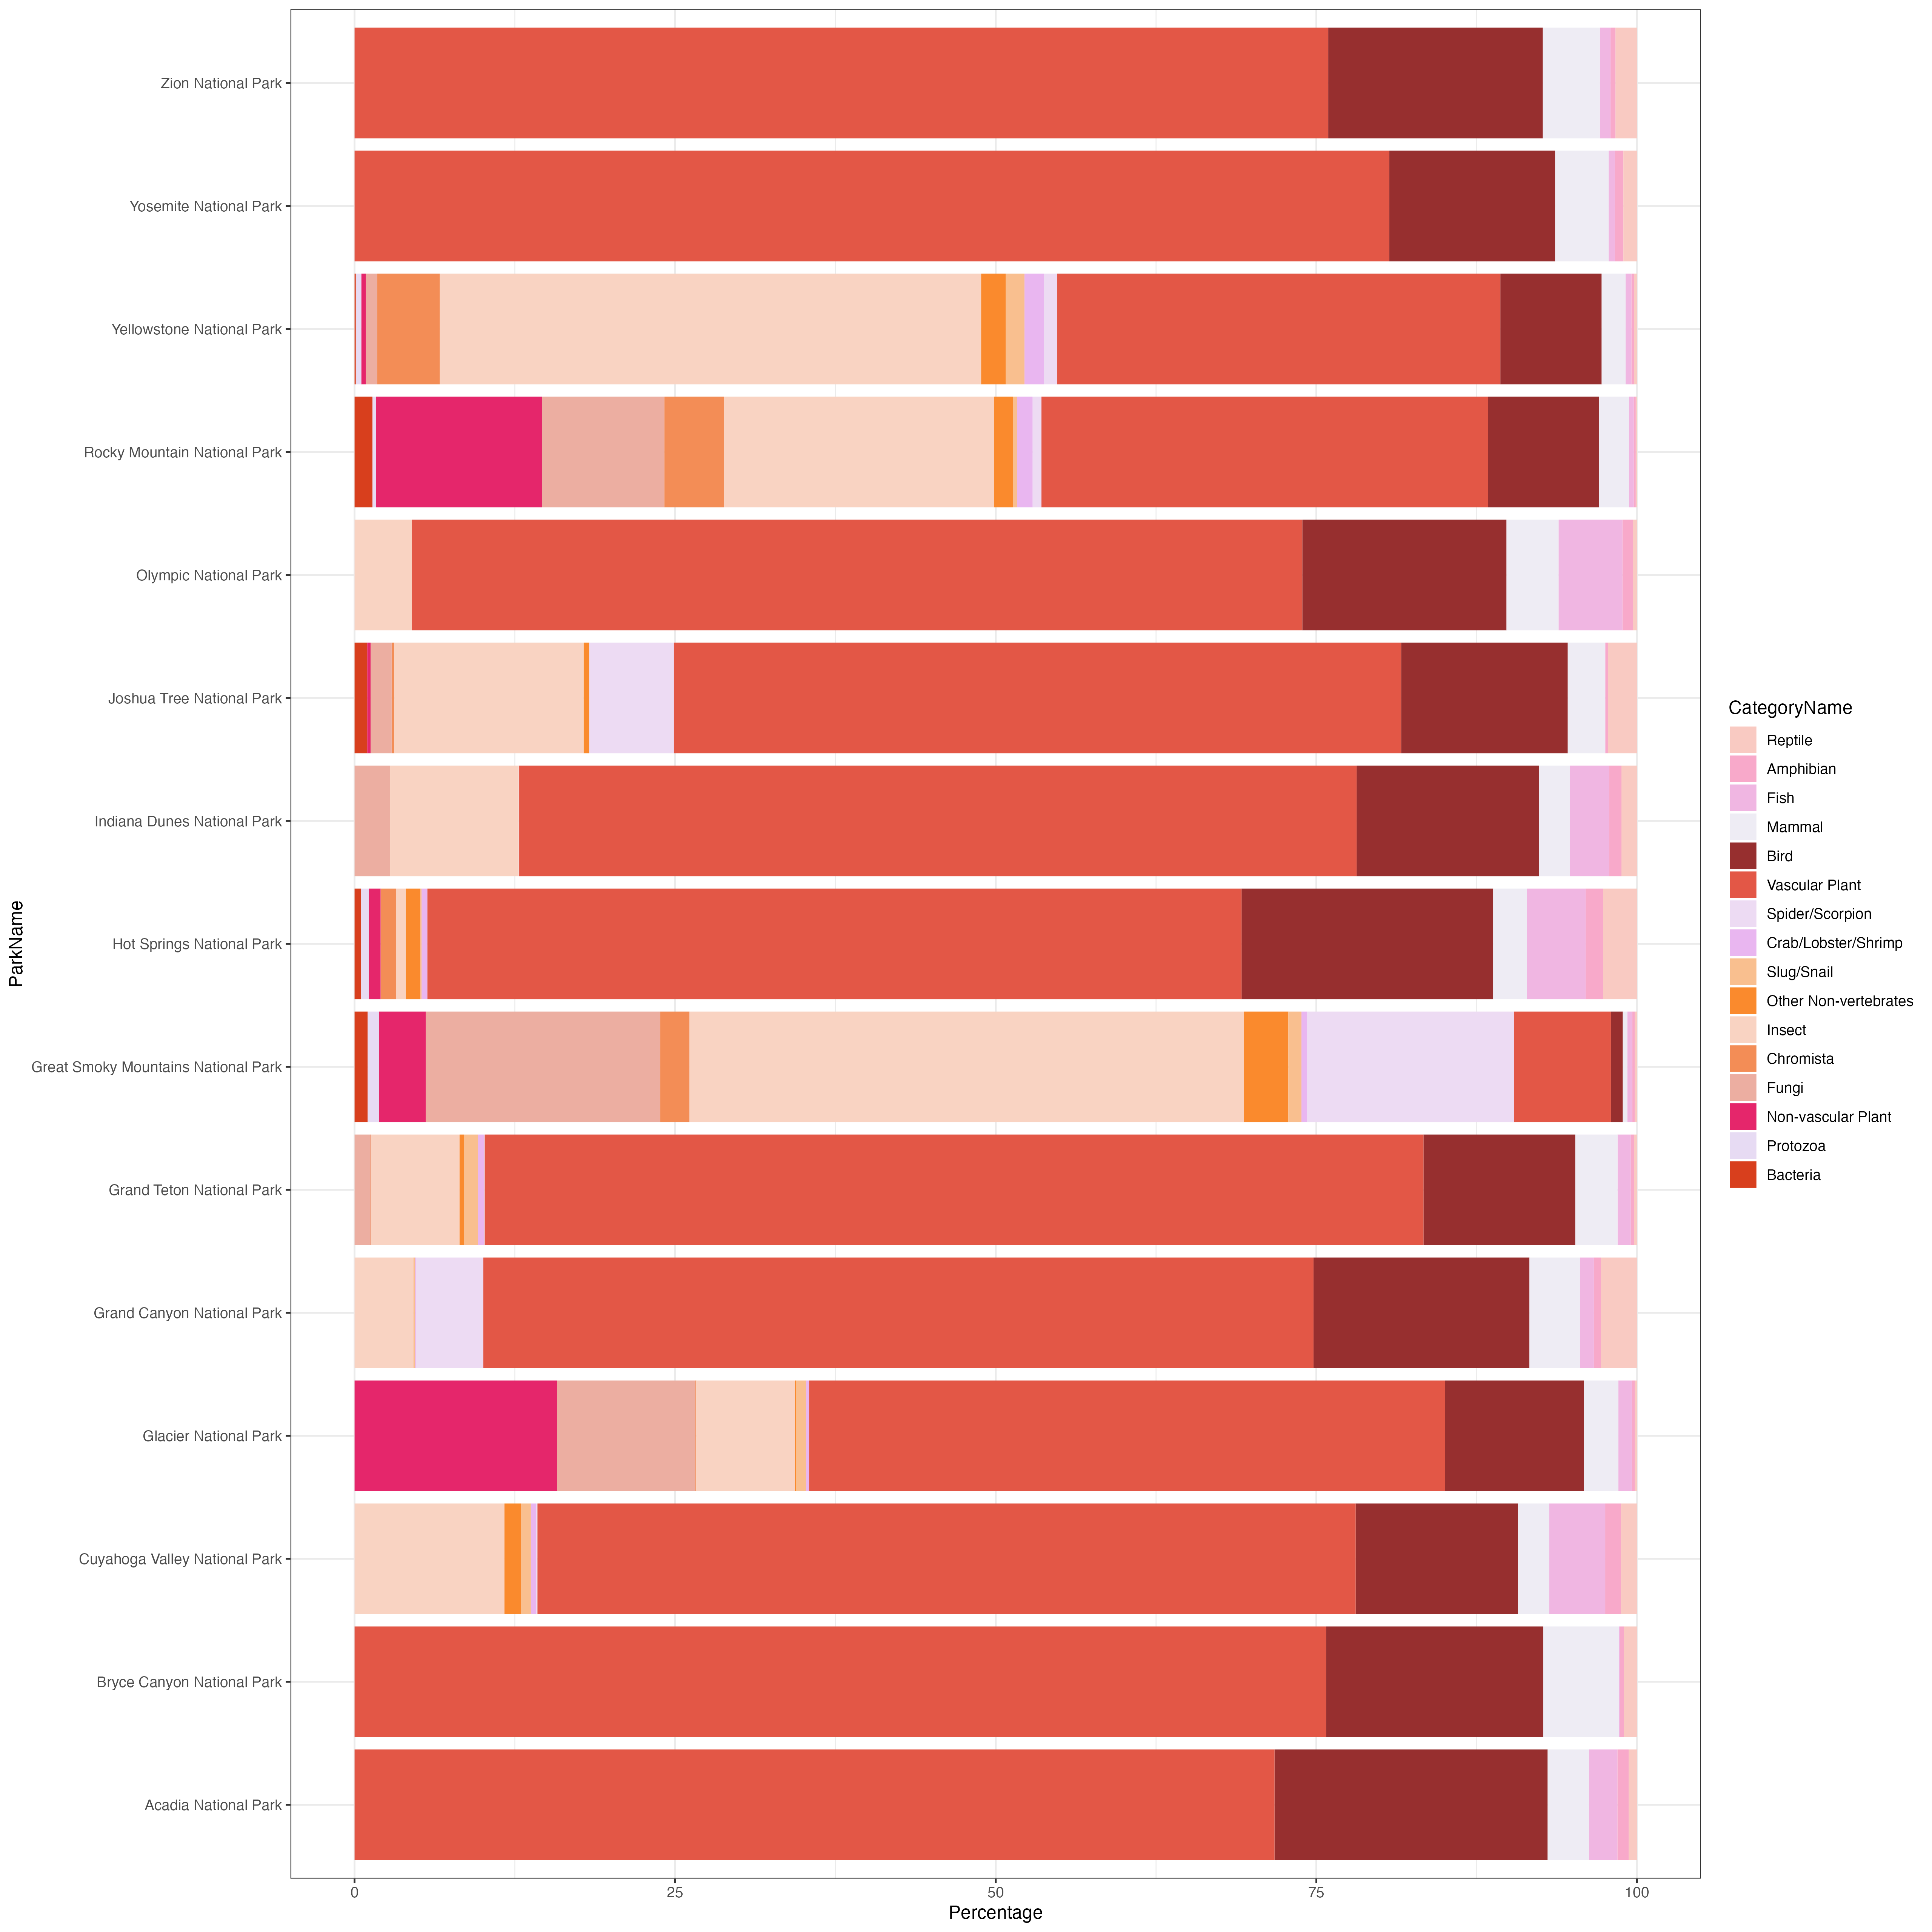 Zion National Park
Yosemite National Park
Yellowstone National Park
Rocky Mountain National Park
Olympic National Park
Joshua Tree National Park
Indiana Dunes National Park
Hot Springs National Park
Great Smoky Mountains National Park
Grand Teton National Park
Grand Canyon National Park
Glacier National Park
Cuyahoga Valley National Park
Bryce Canyon National Park
Acadia National Park
ParkName
0 25 50 75 100
Percentage
CategoryName
Reptile
Amphibian
Fish
Mammal
Bird
Vascular Plant
Spider/Scorpion
Crab/Lobster/Shrimp
Slug/Snail
Other Non-vertebrates
Insect
Chromista
Fungi
Non-vascular Plant
Protozoa
Bacteria